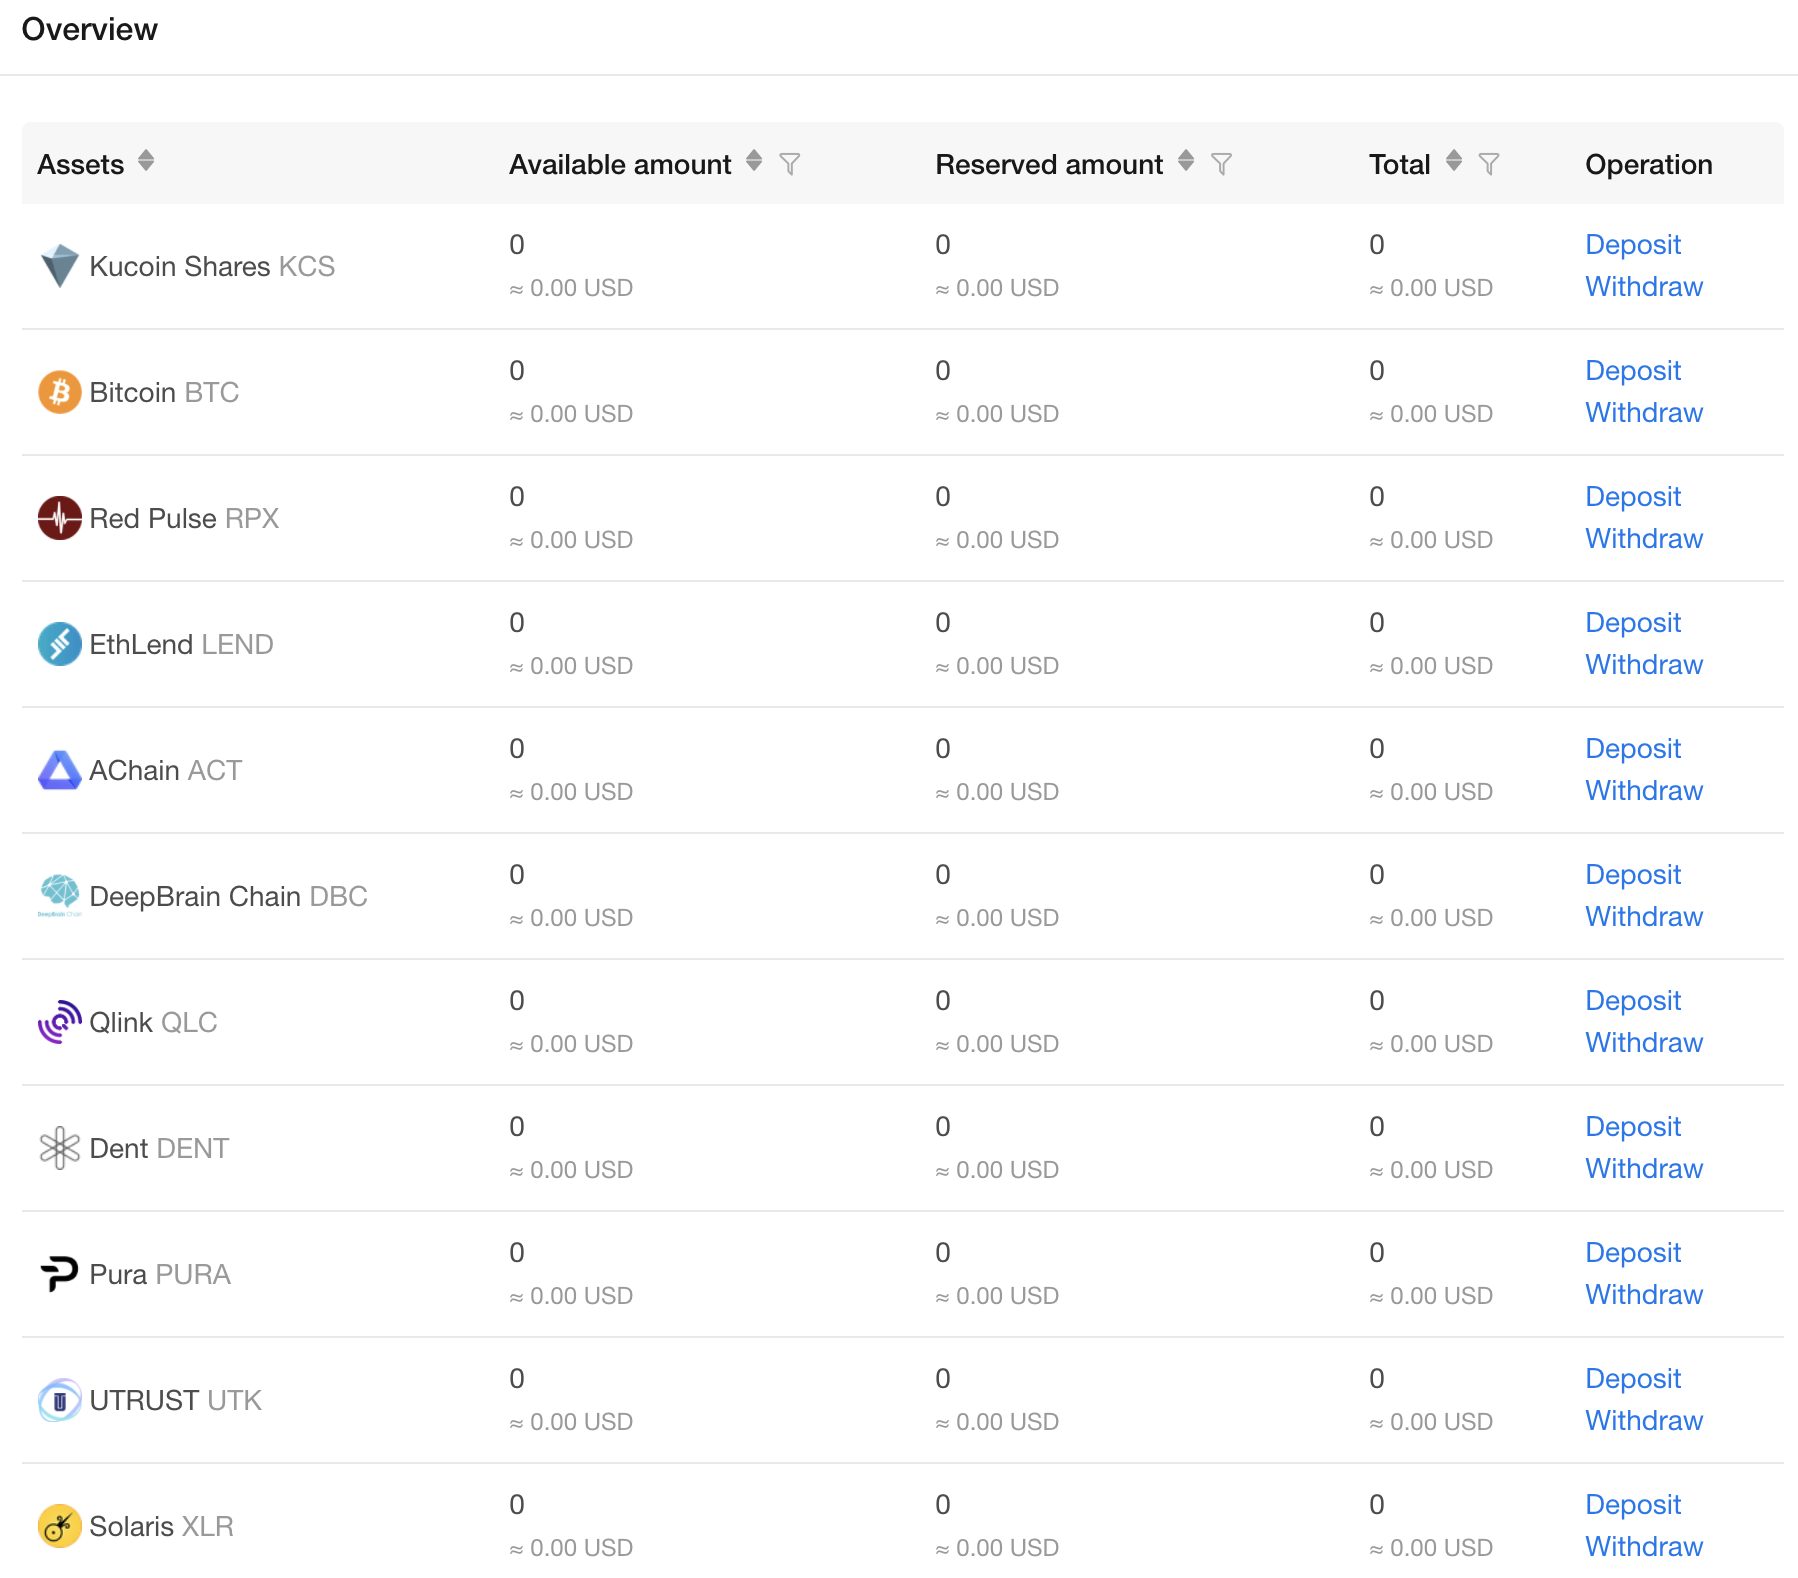 Overview
Assets Available amount Reserved amount Total Operation
0 0 0 Deposit
Kucoin Shares KCS
≈ 0.00 USD ≈ 0.00 USD ≈ 0.00 USD Withdraw
0 0 0 Deposit
Bitcoin BTC
≈ 0.00 USD ≈ 0.00 USD ≈ 0.00 USD Withdraw
0 0 0 Deposit
Red Pulse RPX
≈ 0.00 USD ≈ 0.00 USD ≈ 0.00 USD Withdraw
0 0 0 Deposit
EthLend LEND
≈ 0.00 USD ≈ 0.00 USD ≈ 0.00 USD Withdraw
0 0 0 Deposit
AChain ACT
≈ 0.00 USD ≈ 0.00 USD ≈ 0.00 USD Withdraw
0 0 0 Deposit
DeepBrain Chain DBC
DeepBrain Chain
≈ 0.00 USD ≈ 0.00 USD ≈ 0.00 USD Withdraw
0 0 0 Deposit
Qlink QLC
≈ 0.00 USD ≈ 0.00 USD ≈ 0.00 USD Withdraw
0 0 0 Deposit
Dent DENT
≈ 0.00 USD ≈ 0.00 USD ≈ 0.00 USD Withdraw
0 0 0 Deposit
Pura PURA
≈ 0.00 USD ≈ 0.00 USD ≈ 0.00 USD Withdraw
0 0 0 Deposit
UTRUST UTK
≈ 0.00 USD ≈ 0.00 USD ≈ 0.00 USD Withdraw
0 0 0 Deposit
Solaris XLR
≈ 0.00 USD ≈ 0.00 USD ≈ 0.00 USD Withdraw